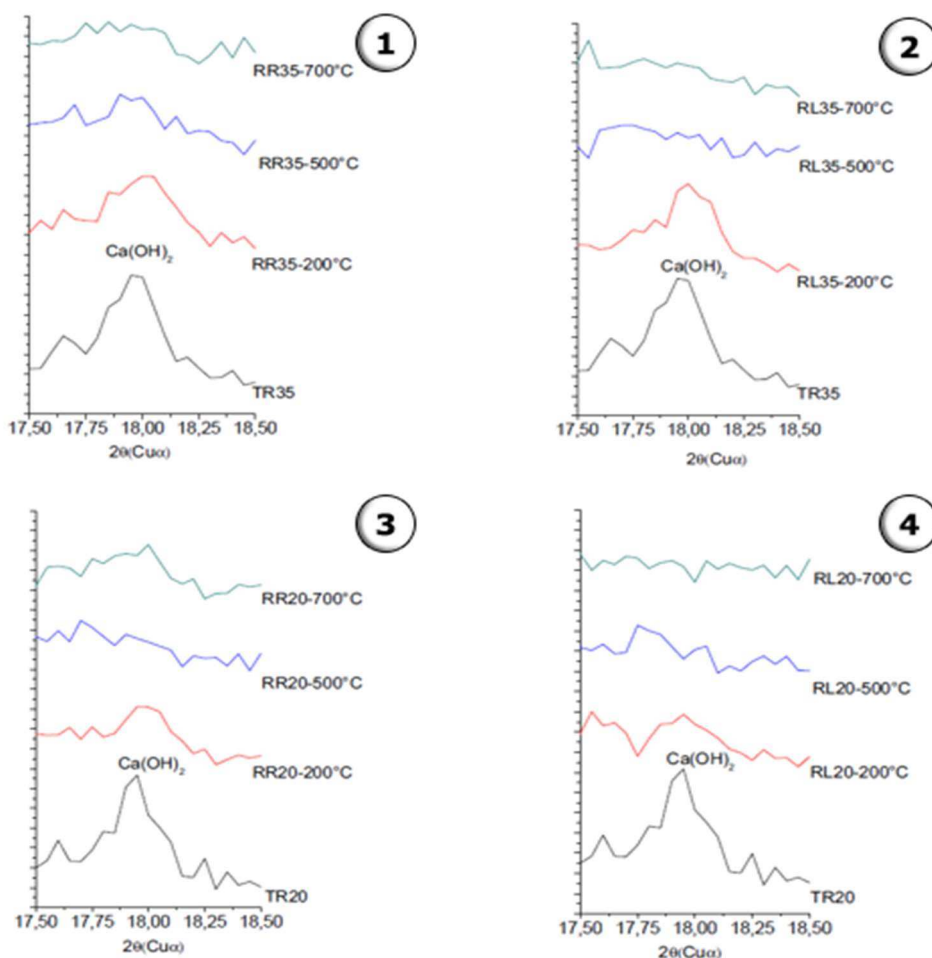 1
RR35-700°C
RR35-500°C
RR35-200°C
Ca(OH)₂
TR35
17,50 17,75 18,00 18,25 18,50
2θ(Cuα)
2
RL35-700°C
RL35-500°C
RL35-200°C
Ca(OH)₂
TR35
17,50 17,75 18,00 18,25 18,50
2θ(Cuα)
3
RR20-700°C
RR20-500°C
RR20-200°C
Ca(OH)₂
TR20
17,50 17,75 18,00 18,25 18,50
2θ(Cuα)
4
RL20-700°C
RL20-500°C
RL20-200°C
Ca(OH)₂
TR20
17,50 17,75 18,00 18,25 18,50
2θ(Cuα)